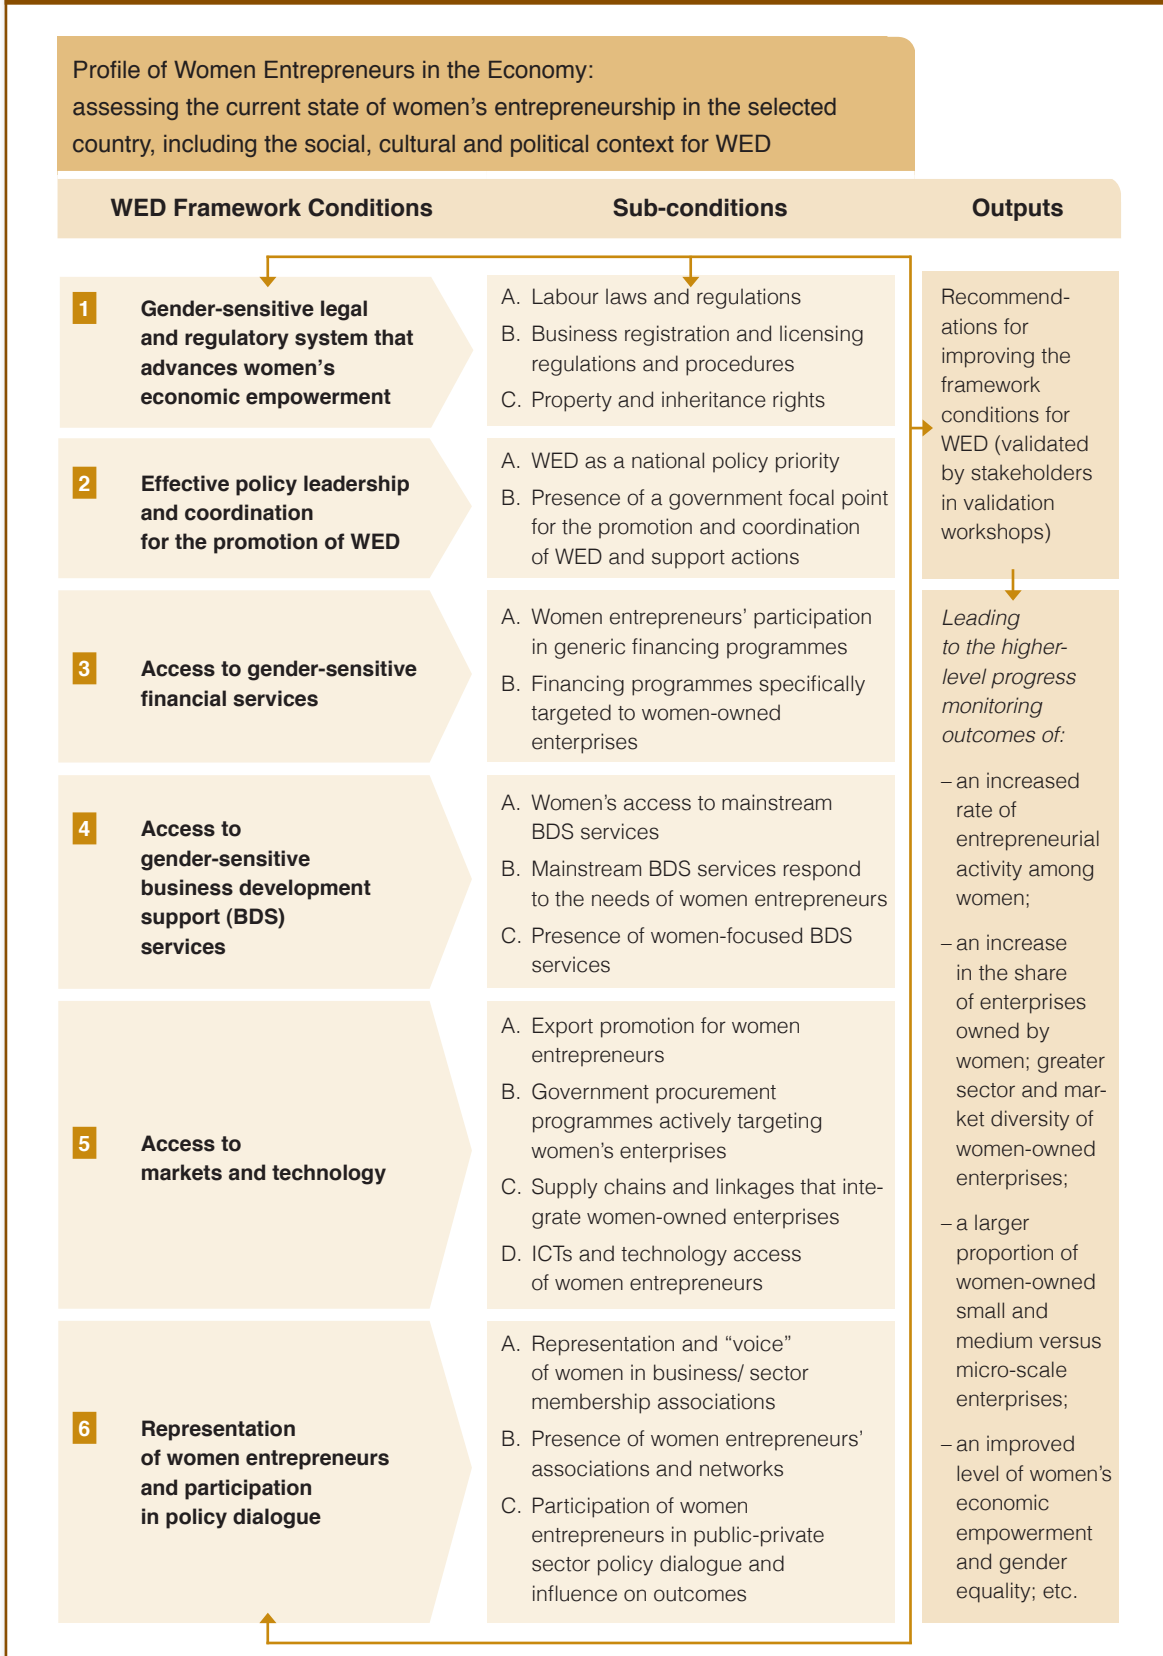 Profile of Women Entrepreneurs in the Economy:
assessing the current state of women’s entrepreneurship in the selected
country, including the social, cultural and political context for WED
WED Framework Conditions
Sub-conditions
Outputs
1
Gender-sensitive legal
and regulatory system that
advances women’s
economic empowerment
A. Labour laws and regulations
B. Business registration and licensing
regulations and procedures
C. Property and inheritance rights
2
Effective policy leadership
and coordination
for the promotion of WED
A. WED as a national policy priority
B. Presence of a government focal point
for the promotion and coordination
of WED and support actions
3
Access to gender-sensitive
financial services
A. Women entrepreneurs’ participation
in generic financing programmes
B. Financing programmes specifically
targeted to women-owned
enterprises
4
Access to
gender-sensitive
business development
support (BDS)
services
A. Women’s access to mainstream
BDS services
B. Mainstream BDS services respond
to the needs of women entrepreneurs
C. Presence of women-focused BDS
services
5
Access to
markets and technology
A. Export promotion for women
entrepreneurs
B. Government procurement
programmes actively targeting
women’s enterprises
C. Supply chains and linkages that inte-
grate women-owned enterprises
D. ICTs and technology access
of women entrepreneurs
6
Representation
of women entrepreneurs
and participation
in policy dialogue
A. Representation and “voice”
of women in business/ sector
membership associations
B. Presence of women entrepreneurs’
associations and networks
C. Participation of women
entrepreneurs in public-private
sector policy dialogue and
influence on outcomes
Recommend-
ations for
improving the
framework
conditions for
WED (validated
by stakeholders
in validation
workshops)
Leading
to the higher-
level progress
monitoring
outcomes of:
– an increased
rate of
entrepreneurial
activity among
women;
– an increase
in the share
of enterprises
owned by
women; greater
sector and mar-
ket diversity of
women-owned
enterprises;
– a larger
proportion of
women-owned
small and
medium versus
micro-scale
enterprises;
– an improved
level of women’s
economic
empowerment
and gender
equality; etc.